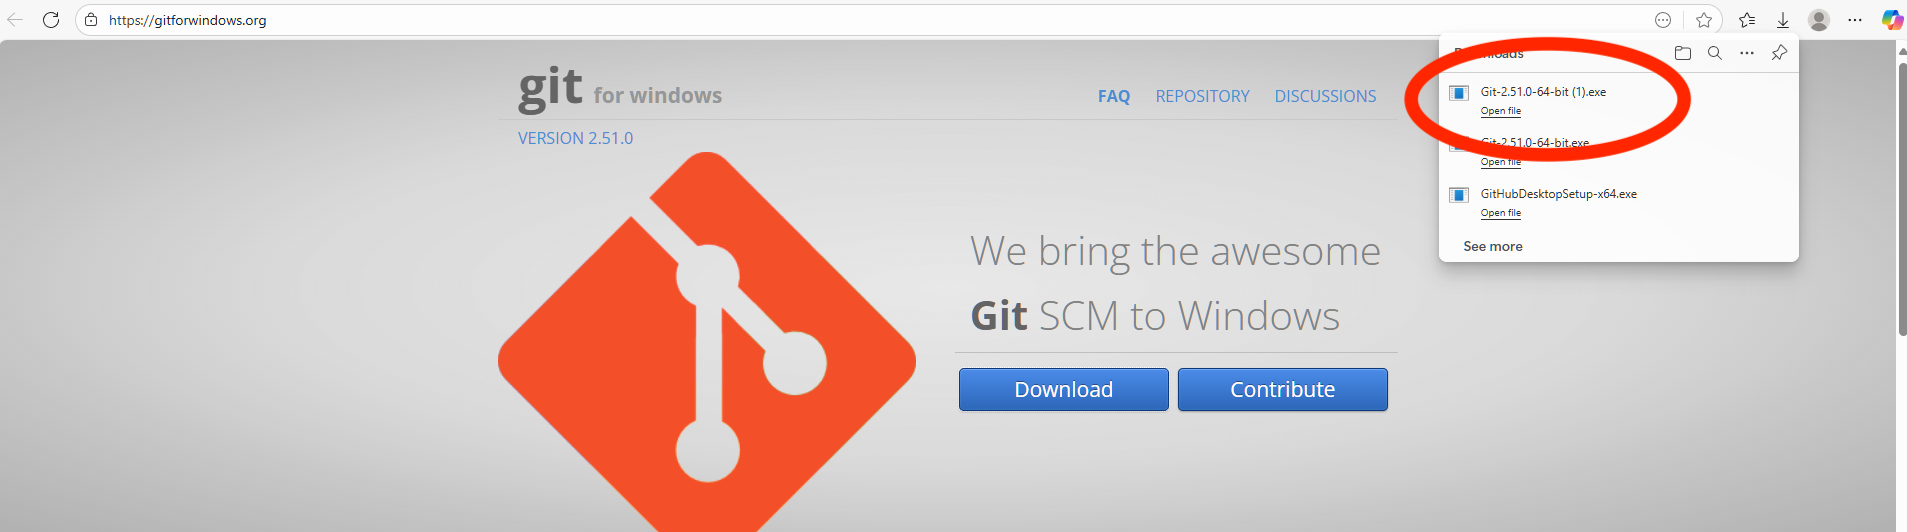 https://gitforwindows.org
git for windows
FAQ REPOSITORY DISCUSSIONS
VERSION 2.51.0
We bring the awesome
Git SCM to Windows
Download Contribute
Downloads
Git-2.51.0-64-bit (1).exe
Open file
Git-2.51.0-64-bit.exe
Open file
GitHubDesktopSetup-x64.exe
Open file
See more